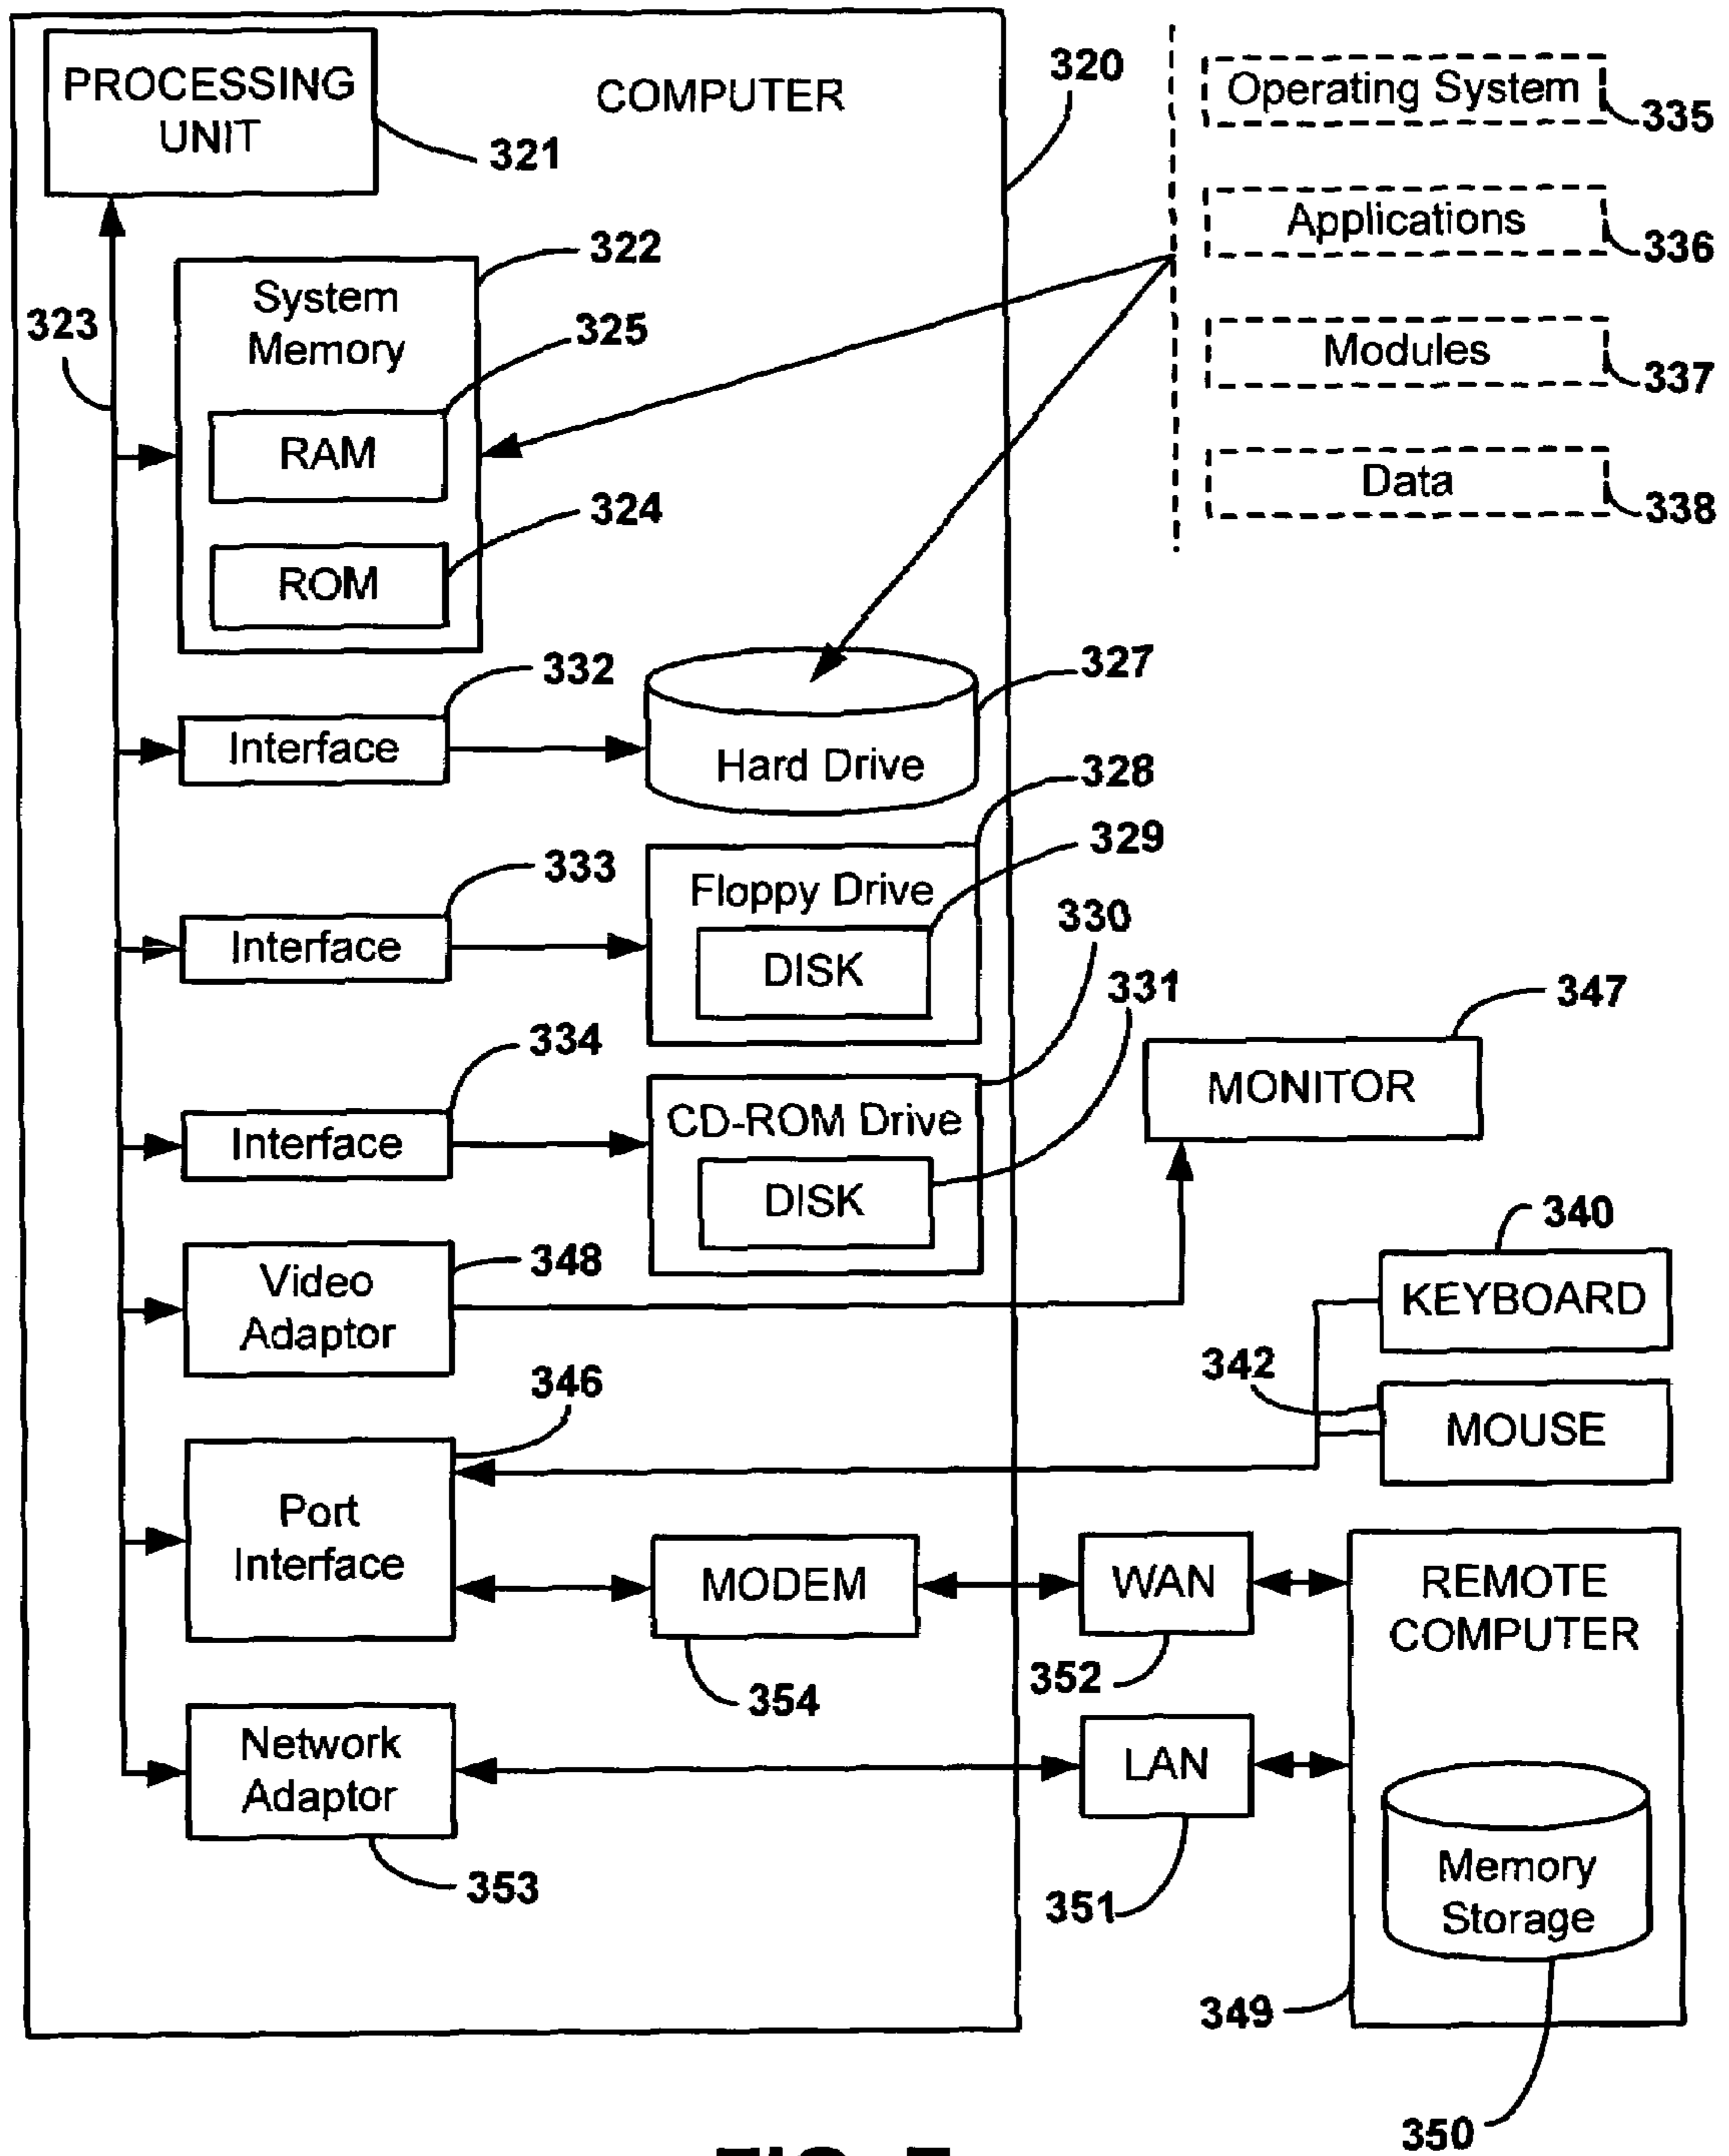 PROCESSING
UNIT
321
COMPUTER
320
Operating System
335
Applications
336
Modules
337
Data
338
322
System
Memory
323
325
RAM
324
ROM
332
Interface
327
Hard Drive
328
333
Interface
Floppy Drive
329
DISK
330
331
334
Interface
CD-ROM Drive
DISK
347
MONITOR
348
Video
Adaptor
340
KEYBOARD
342
MOUSE
346
Port
Interface
MODEM
354
WAN
352
REMOTE
COMPUTER
Network
Adaptor
353
LAN
351
Memory
Storage
349
350